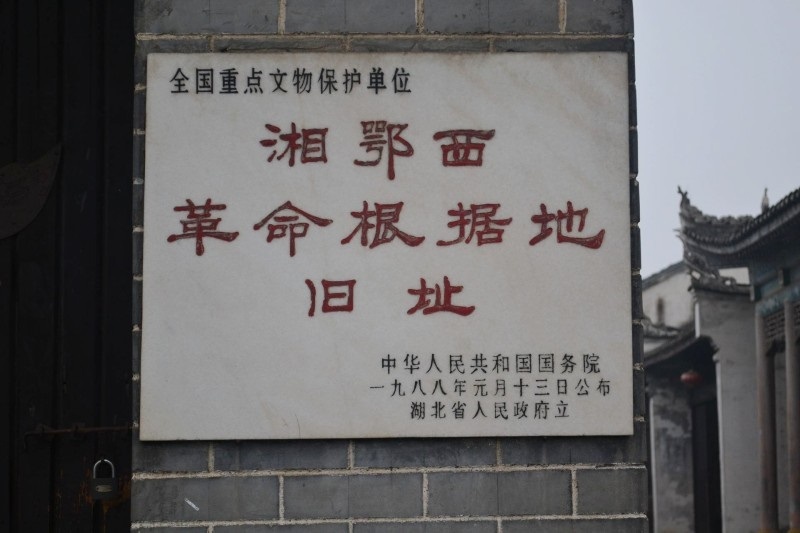 全国重点文物保护单位
湘鄂西
革命根据地
旧址
中华人民共和国国务院
一九八八年元月十三日公布
湖北省人民政府立